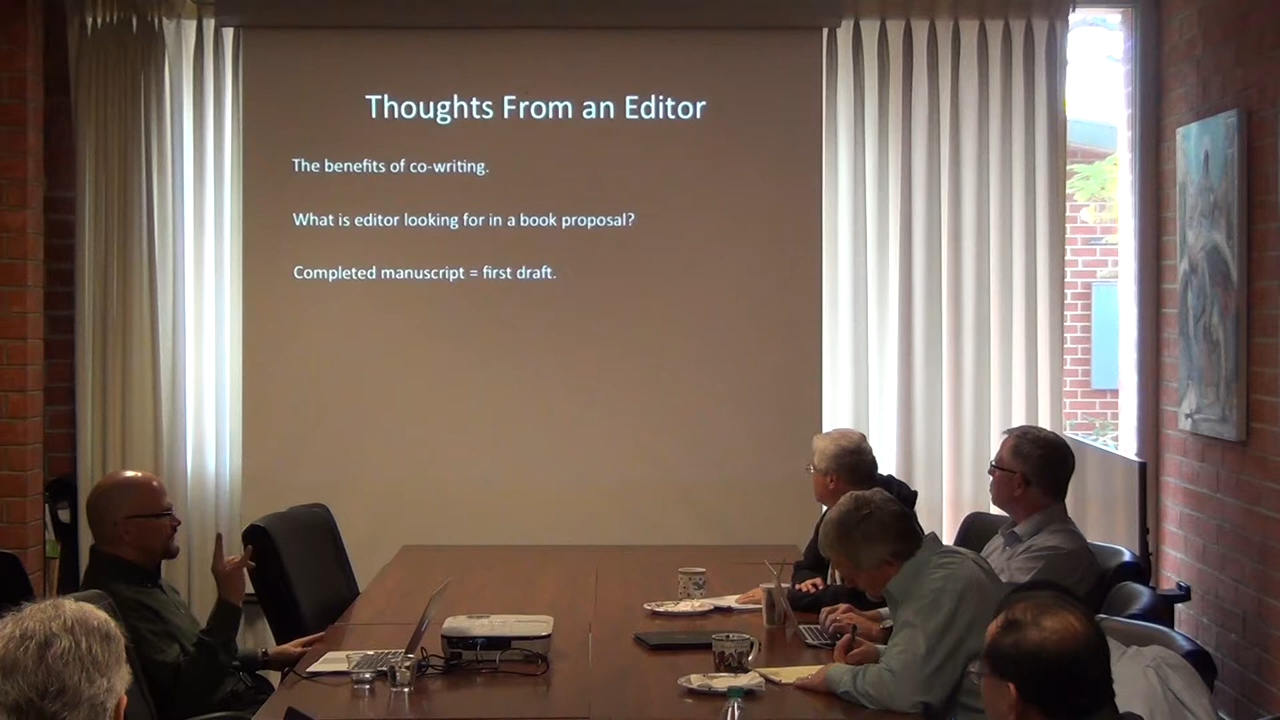 Thoughts From an Editor
The benefits of co-writing.
What is editor looking for in a book proposal?
Completed manuscript = first draft.